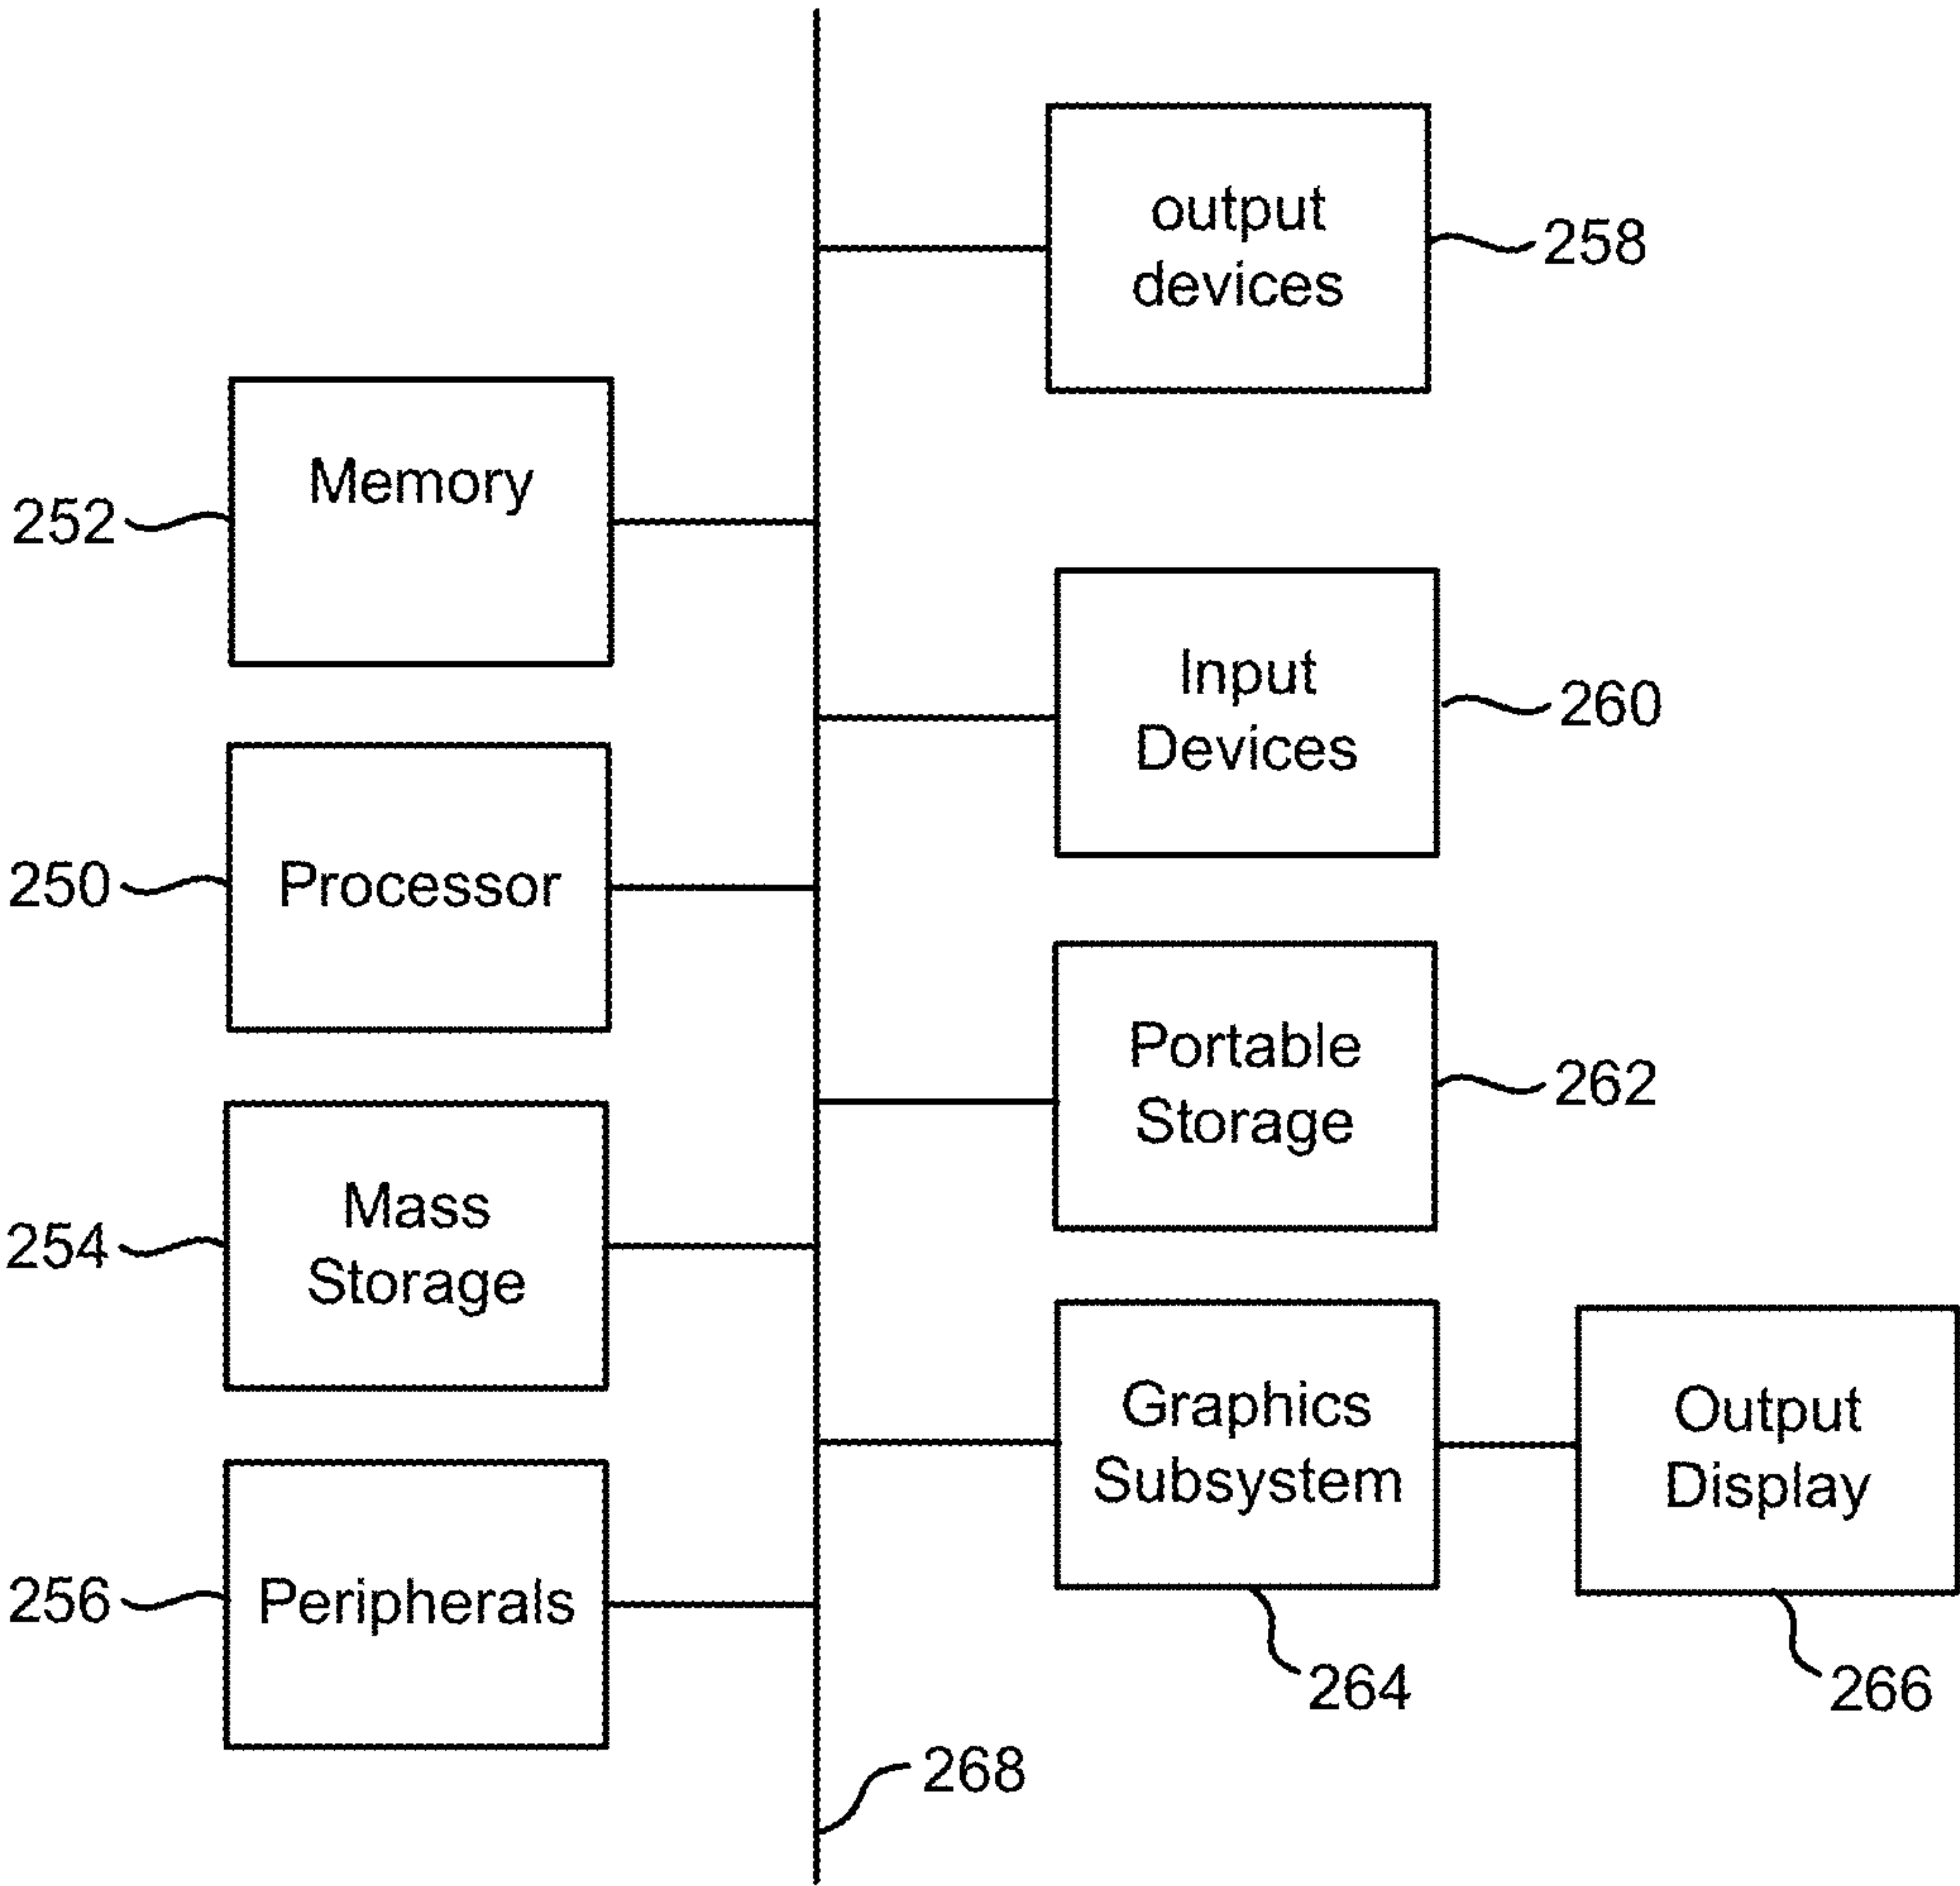 output
devices
258
Memory
252
Input
Devices
260
Processor
250
Portable
Storage
262
Mass
Storage
254
Graphics
Subsystem
264
Output
Display
266
Peripherals
256
268